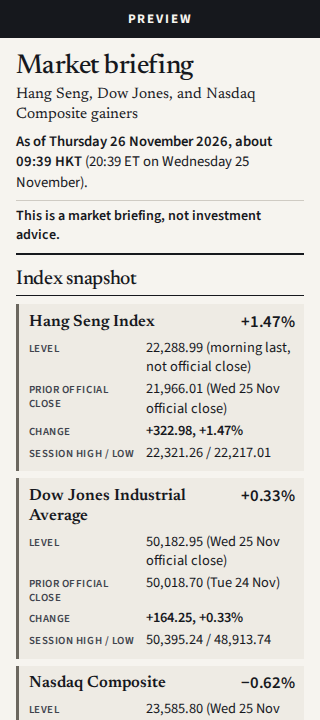 PREVIEW
Market briefing
Hang Seng, Dow Jones, and Nasdaq
Composite gainers
As of Thursday 26 November 2026, about
09:39 HKT (20:39 ET on Wednesday 25
November).
This is a market briefing, not investment
advice.
Index snapshot
Hang Seng Index +1.47%
LEVEL 22,288.99 (morning last,
not official close)
PRIOR OFFICIAL CLOSE 21,966.01 (Wed 25 Nov
official close)
CHANGE +322.98, +1.47%
SESSION HIGH / LOW 22,321.26 / 22,217.01
Dow Jones Industrial Average +0.33%
LEVEL 50,182.95 (Wed 25 Nov
official close)
PRIOR OFFICIAL CLOSE 50,018.70 (Tue 24 Nov)
CHANGE +164.25, +0.33%
SESSION HIGH / LOW 50,395.24 / 48,913.74
Nasdaq Composite −0.62%
LEVEL 23,585.80 (Wed 25 Nov